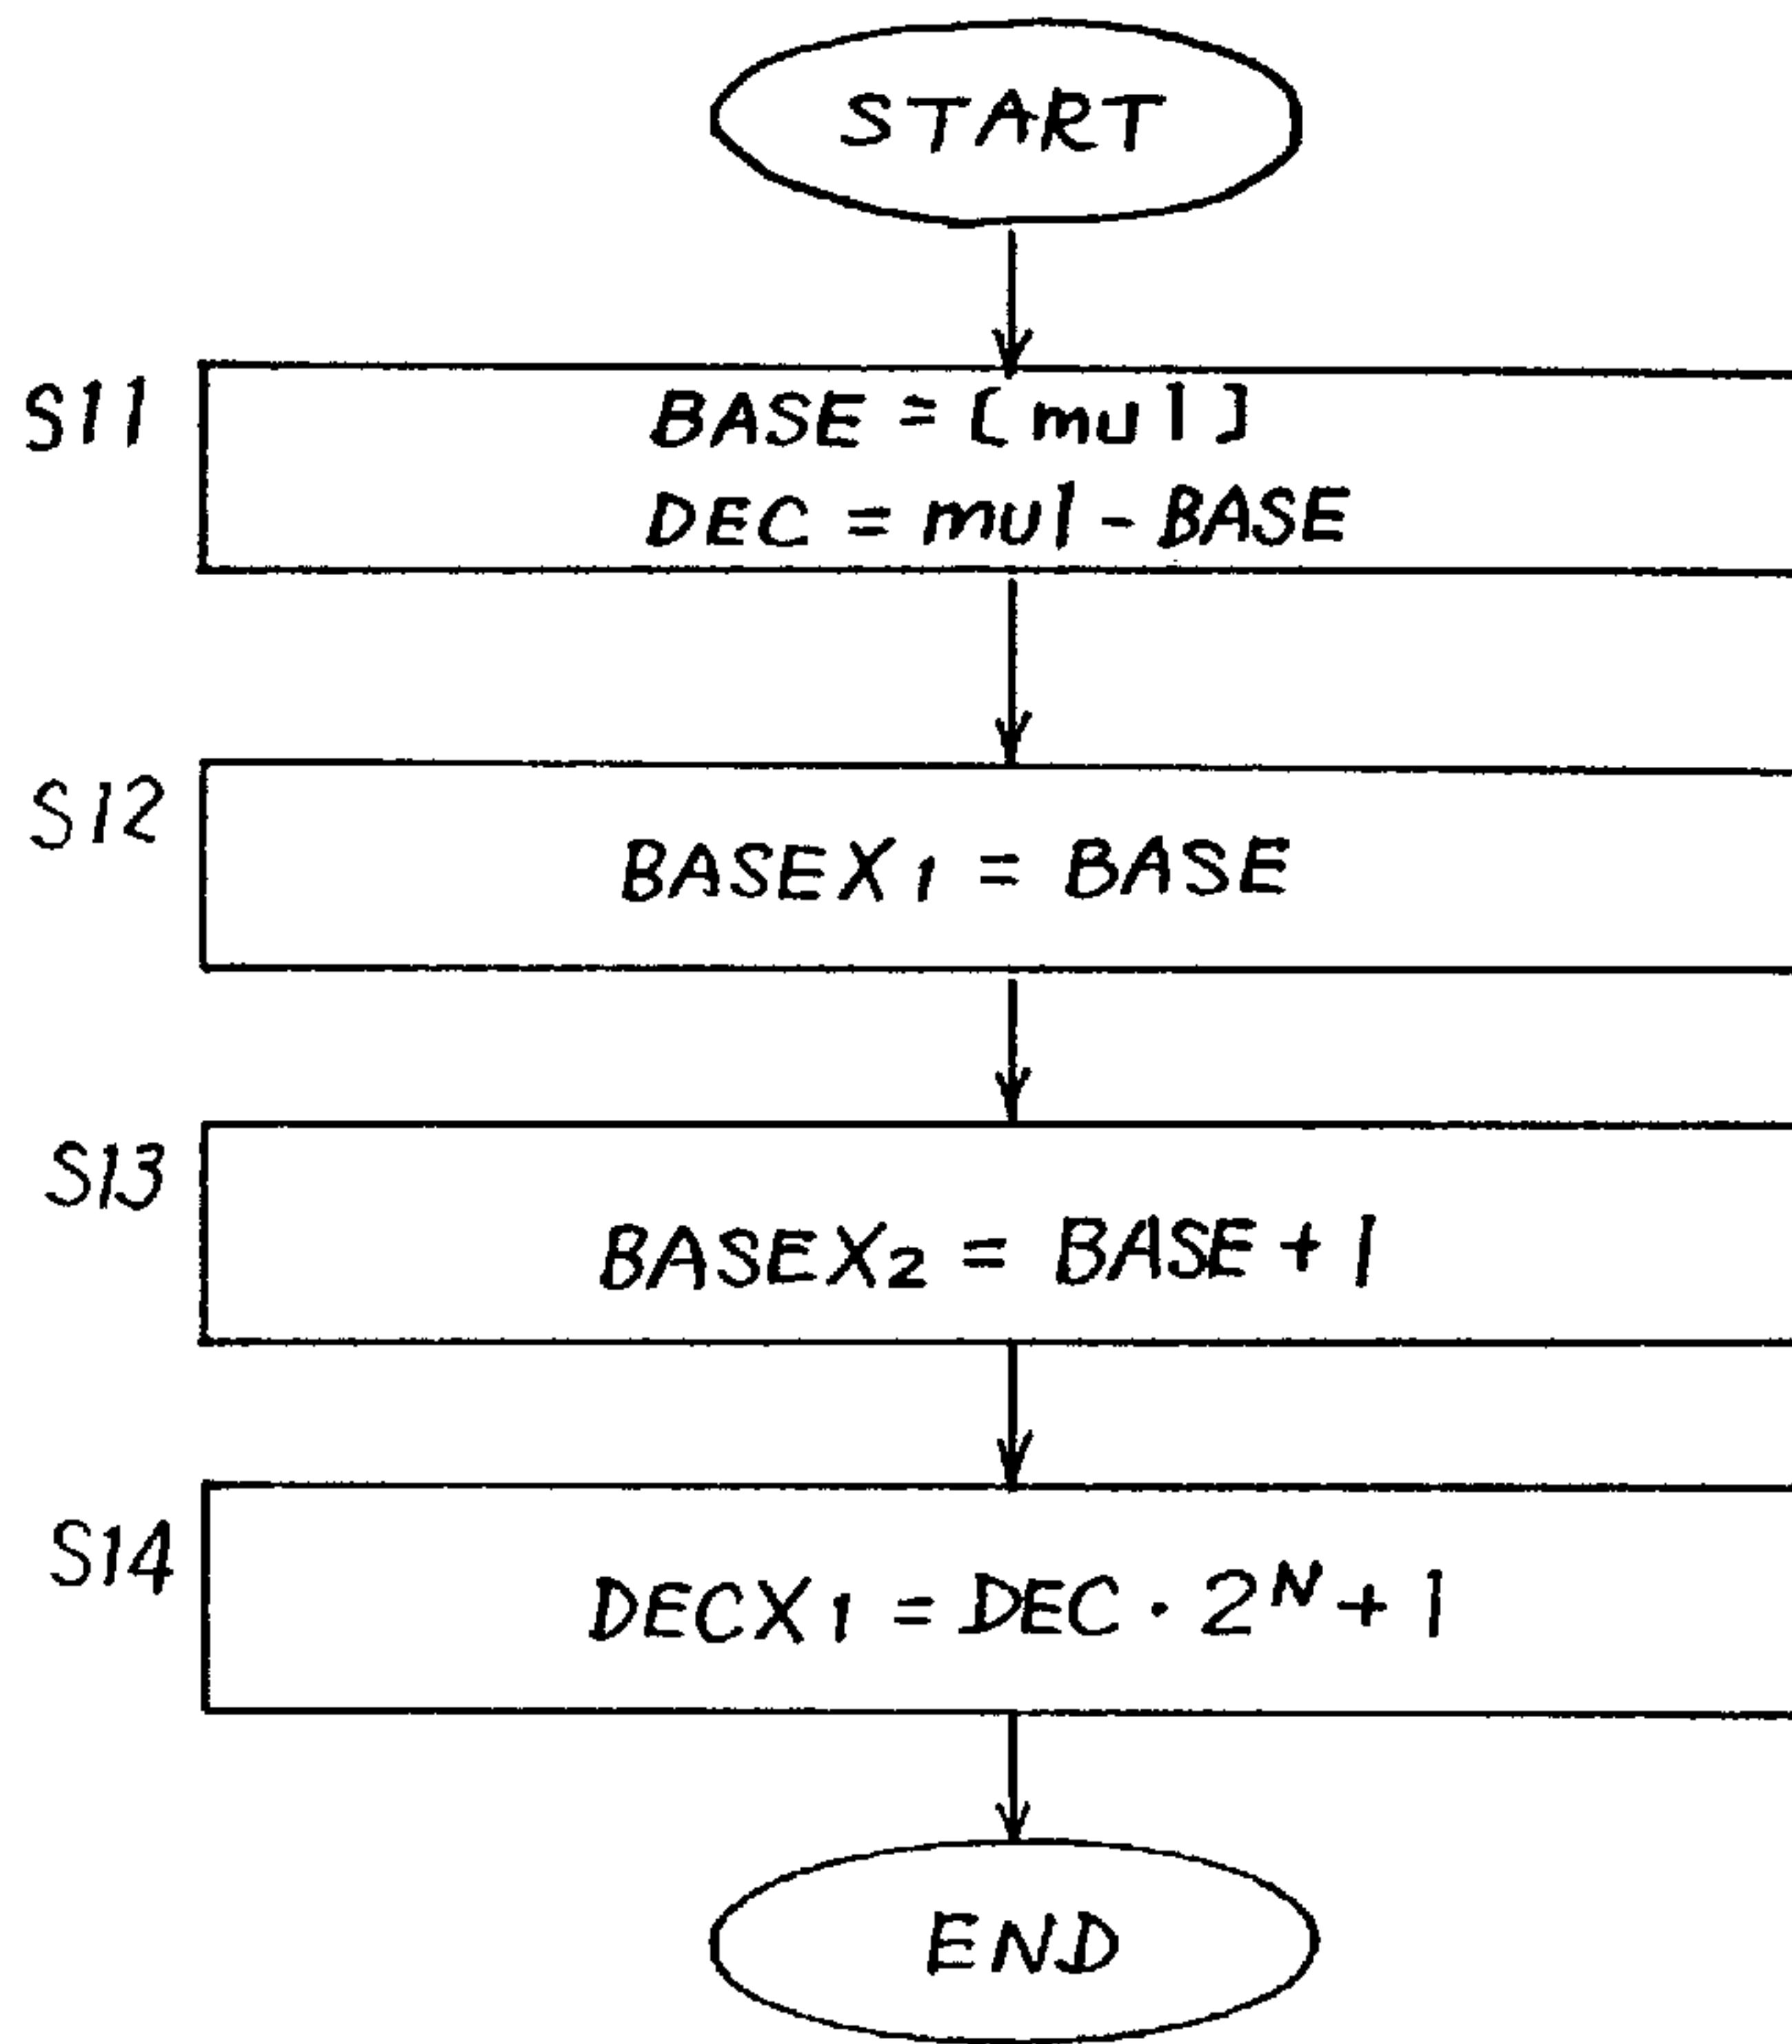 START
S11
BASE = [mul]
DEC = mul - BASE
S12
BASEX₁ = BASE
S13
BASEX₂ = BASE + 1
S14
DECX₁ = DEC · 2ᴺ + 1
END